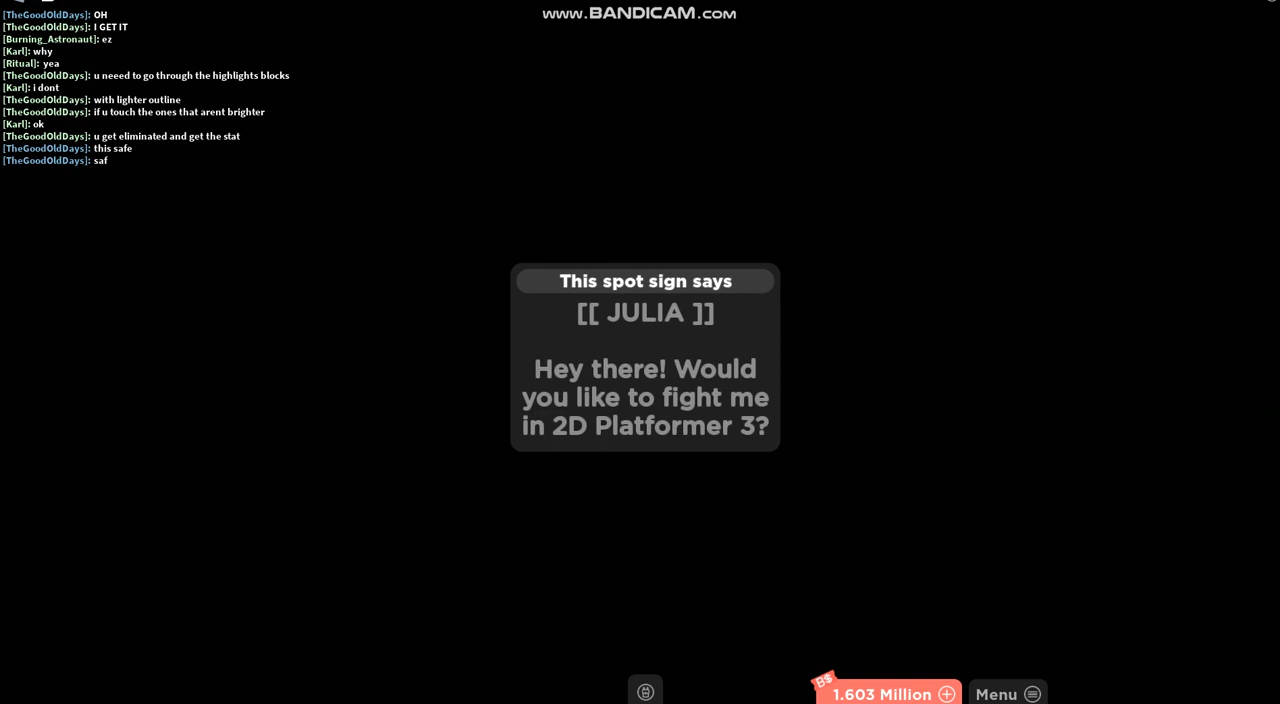 [TheGoodOldDays]: OH
[TheGoodOldDays]: I GET IT
[Burning_Astronaut]: ez
[Karl]: why
[Ritual]: yea
[TheGoodOldDays]: u neeed to go through the highlights blocks
[Karl]: i dont
[TheGoodOldDays]: with lighter outline
[TheGoodOldDays]: if u touch the ones that arent brighter
[Karl]: ok
[TheGoodOldDays]: u get eliminated and get the stat
[TheGoodOldDays]: this safe
[TheGoodOldDays]: saf
www.BANDICAM.com
This spot sign says
[[ JULIA ]]
Hey there! Would
you like to fight me
in 2D Platformer 3?
B$
1.603 Million
Menu